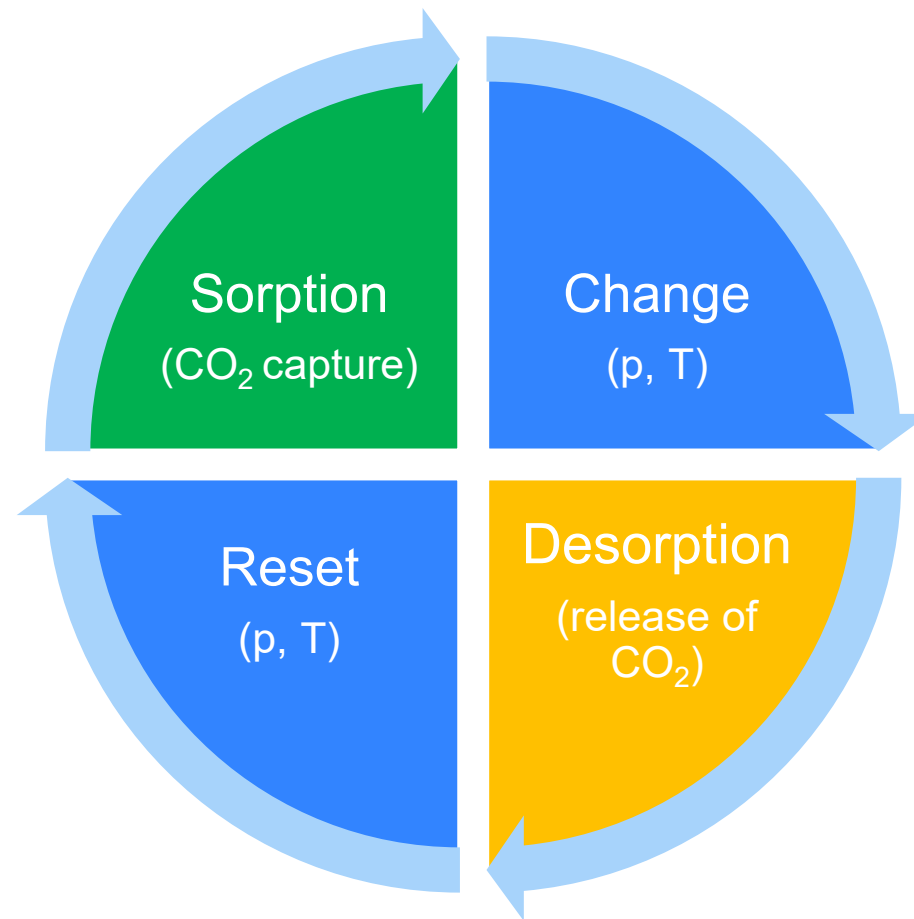 Sorption
(CO₂ capture)
Change
(p, T)
Reset
(p, T)
Desorption
(release of
CO₂)